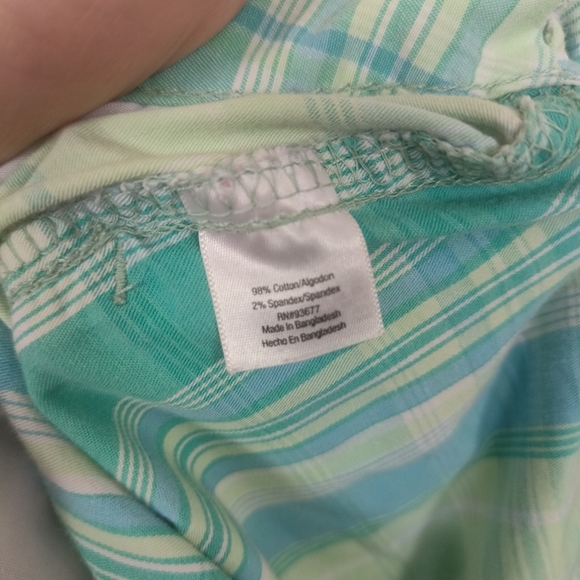 98% Cotton/Algodon
2% Spandex/Spandex
RN#93677
Made In Bangladesh
Hecho En Bangladesh